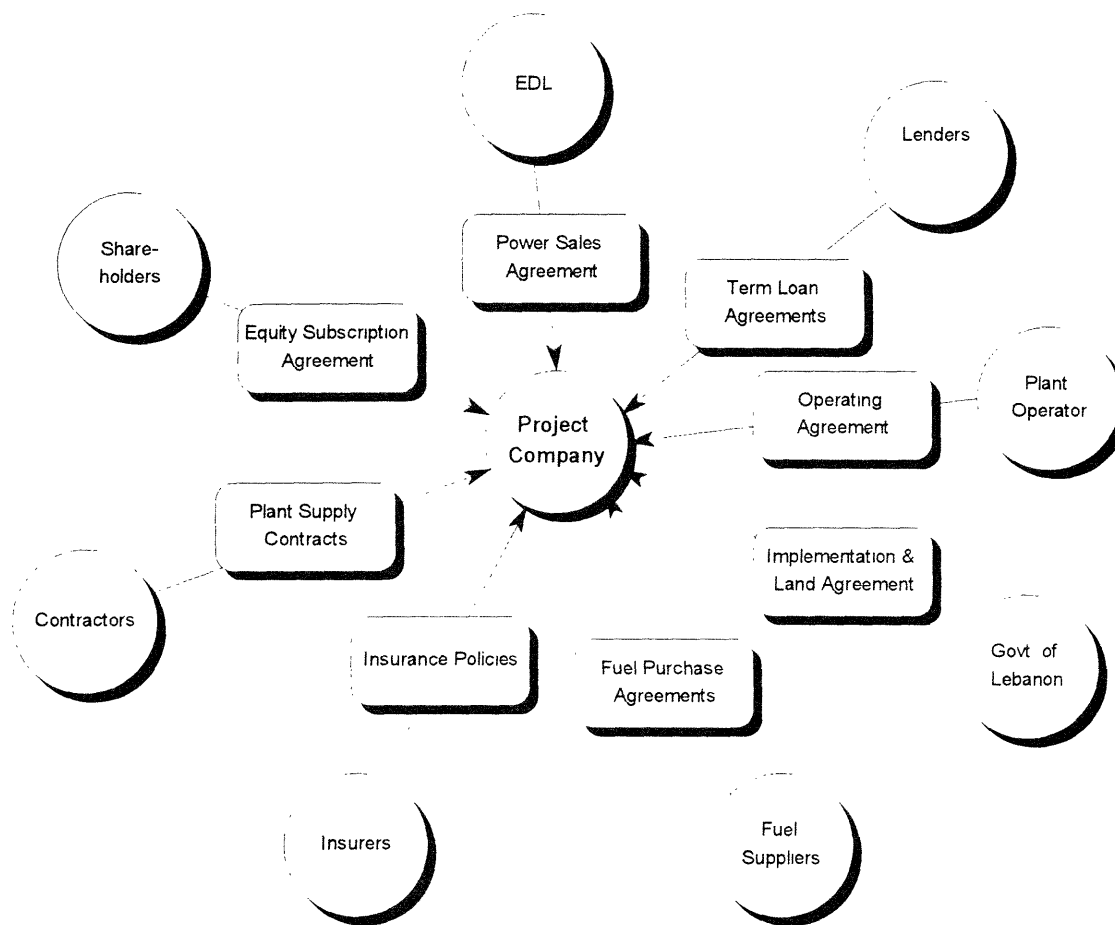 EDL
Lenders
Share-
holders
Power Sales
Agreement
Term Loan
Agreements
Equity Subscription
Agreement
Project
Company
Operating
Agreement
Plant
Operator
Plant Supply
Contracts
Implementation &
Land Agreement
Contractors
Insurance Policies
Fuel Purchase
Agreements
Govt of
Lebanon
Insurers
Fuel
Suppliers